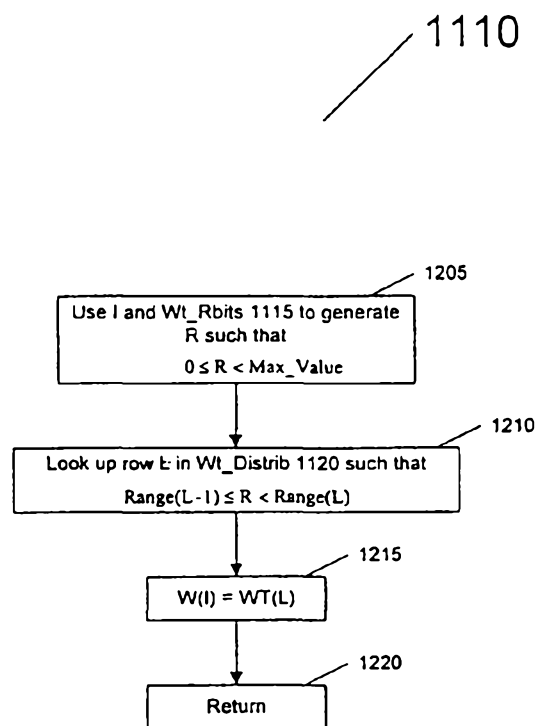 1110
1205
Use I and Wt_Rbits 1115 to generate
R such that
0 ≤ R < Max_Value
1210
Look up row L in Wt_Distrib 1120 such that
Range(L-1) ≤ R < Range(L)
1215
W(I) = WT(L)
1220
Return